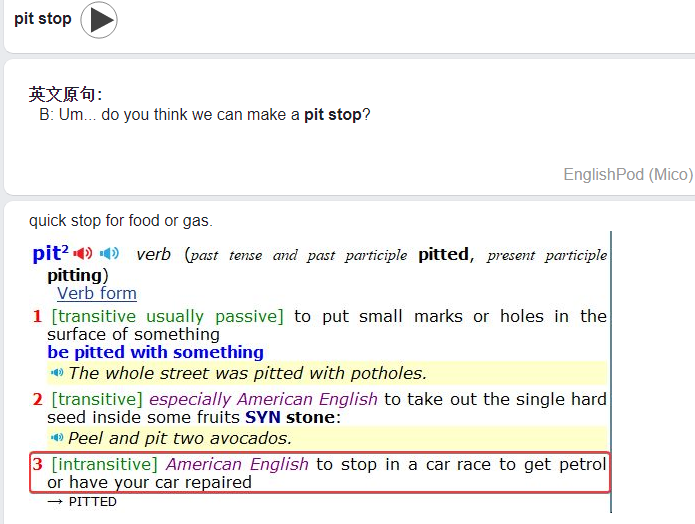 pit stop
英文原句:
B: Um... do you think we can make a pit stop?
EnglishPod (Mico)
quick stop for food or gas.
pit² verb (past tense and past participle pitted, present participle
pitting)
Verb form
1 [transitive usually passive] to put small marks or holes in the
surface of something
be pitted with something
The whole street was pitted with potholes.
2 [transitive] especially American English to take out the single hard
seed inside some fruits SYN stone:
Peel and pit two avocados.
3 [intransitive] American English to stop in a car race to get petrol
or have your car repaired
→ PITTED